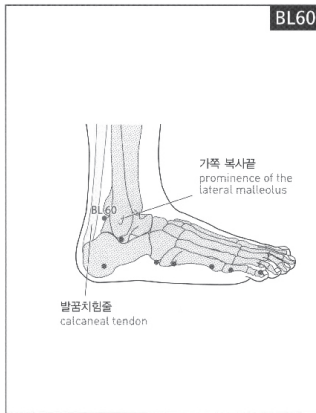 BL60
가쪽 복사끝
prominence of the
lateral malleolus
BL60
발꿈치힘줄
calcaneal tendon